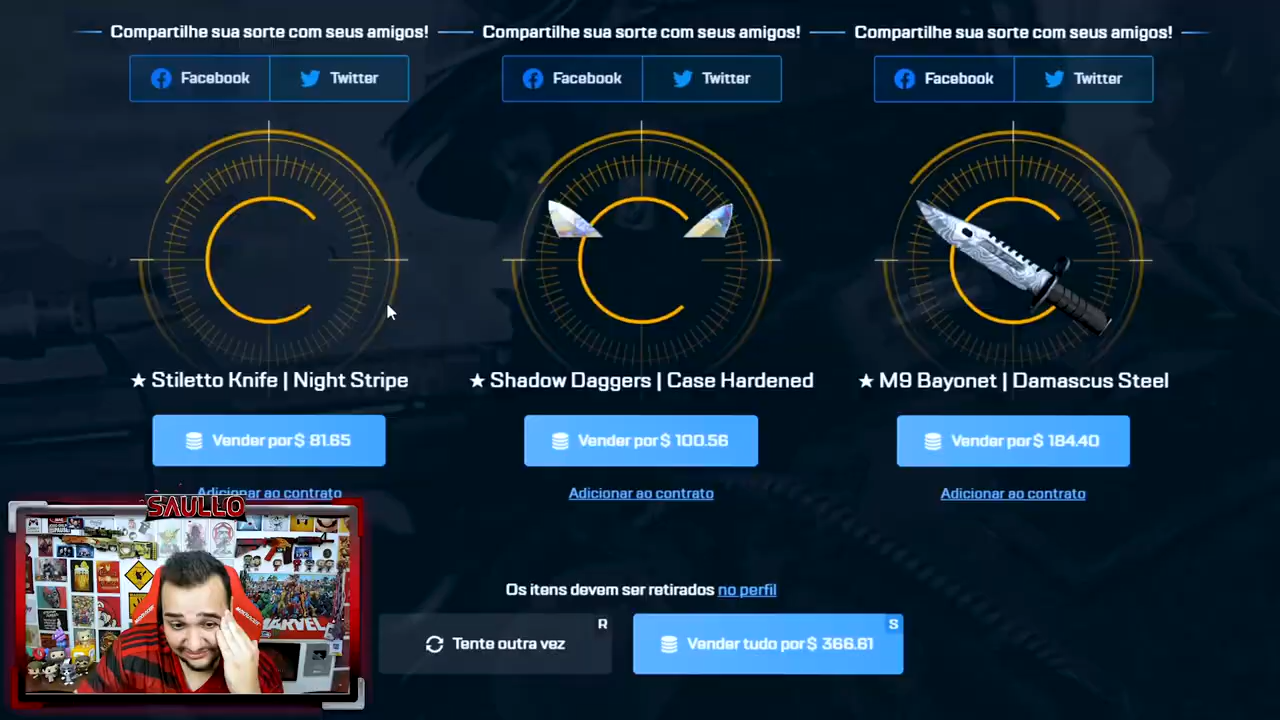 Compartilhe sua sorte com seus amigos!
Compartilhe sua sorte com seus amigos!
Compartilhe sua sorte com seus amigos!
Facebook
Twitter
Facebook
Twitter
Facebook
Twitter
★ Stiletto Knife | Night Stripe
★ Shadow Daggers | Case Hardened
★ M9 Bayonet | Damascus Steel
Vender por $ 81.65
Vender por $ 100.56
Vender por $ 184.40
Adicionar ao contrato
Adicionar ao contrato
Adicionar ao contrato
SAULLO
MARVEL
Os itens devem ser retirados no perfil
Tente outra vez
R
Vender tudo por $ 366.61
S